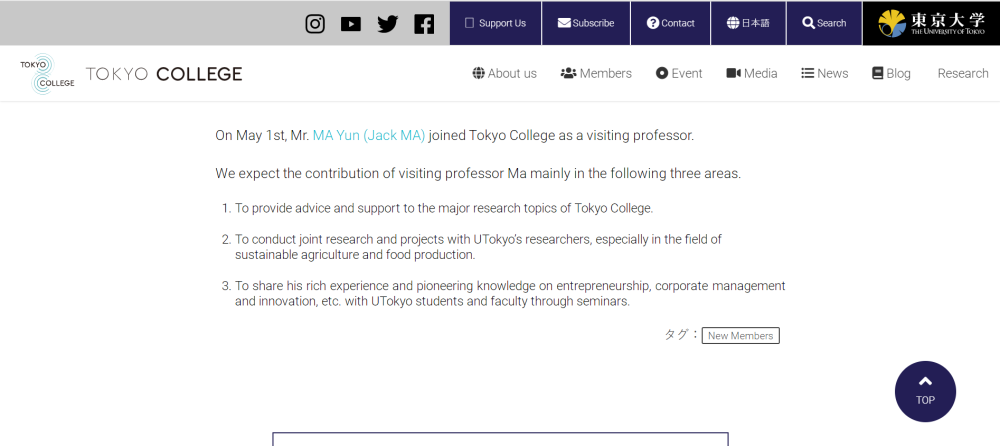 Support Us
Subscribe
Contact
日本語
Search
東京大学
THE UNIVERSITY OF TOKYO
TOKYO
COLLEGE
TOKYO COLLEGE
About us
Members
Event
Media
News
Blog
Research
On May 1st, Mr. MA Yun (Jack MA) joined Tokyo College as a visiting professor.
We expect the contribution of visiting professor Ma mainly in the following three areas.
1. To provide advice and support to the major research topics of Tokyo College.
2. To conduct joint research and projects with UTokyo's researchers, especially in the field of
sustainable agriculture and food production.
3. To share his rich experience and pioneering knowledge on entrepreneurship, corporate management
and innovation, etc. with UTokyo students and faculty through seminars.
タグ： New Members
TOP